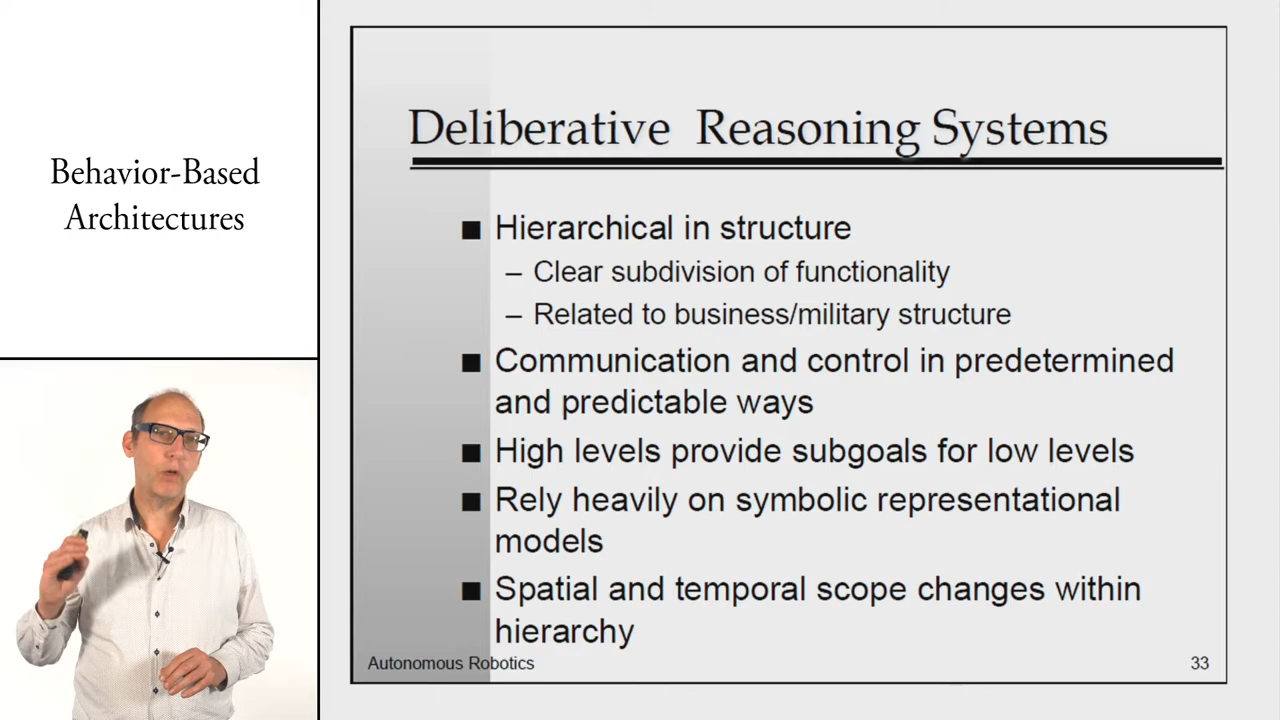 Behavior-Based
Architectures
Deliberative Reasoning Systems
■ Hierarchical in structure
– Clear subdivision of functionality
– Related to business/military structure
■ Communication and control in predetermined
and predictable ways
■ High levels provide subgoals for low levels
■ Rely heavily on symbolic representational
models
■ Spatial and temporal scope changes within
hierarchy
Autonomous Robotics
33